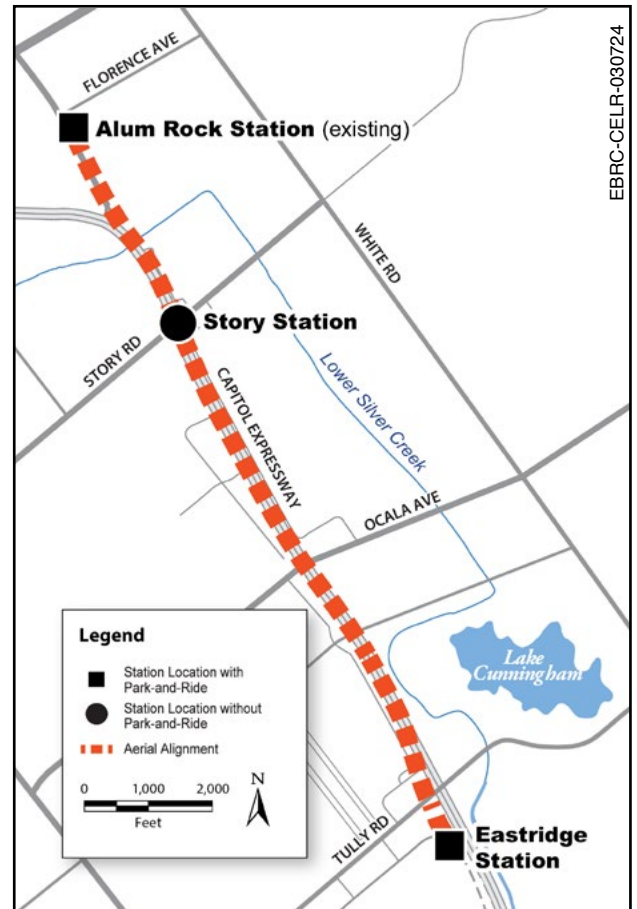 EBRC-CELR-030724
FLORENCE AVE
Alum Rock Station (existing)
WHITE RD
Story Station
STORY RD
CAPITOL EXPRESSWAY
Lower Silver Creek
OCALA AVE
Lake
Cunningham
Legend
Station Location with
Park-and-Ride
Station Location without
Park-and-Ride
Aerial Alignment
0 1,000 2,000
Feet
N
TULLY RD
Eastridge
Station